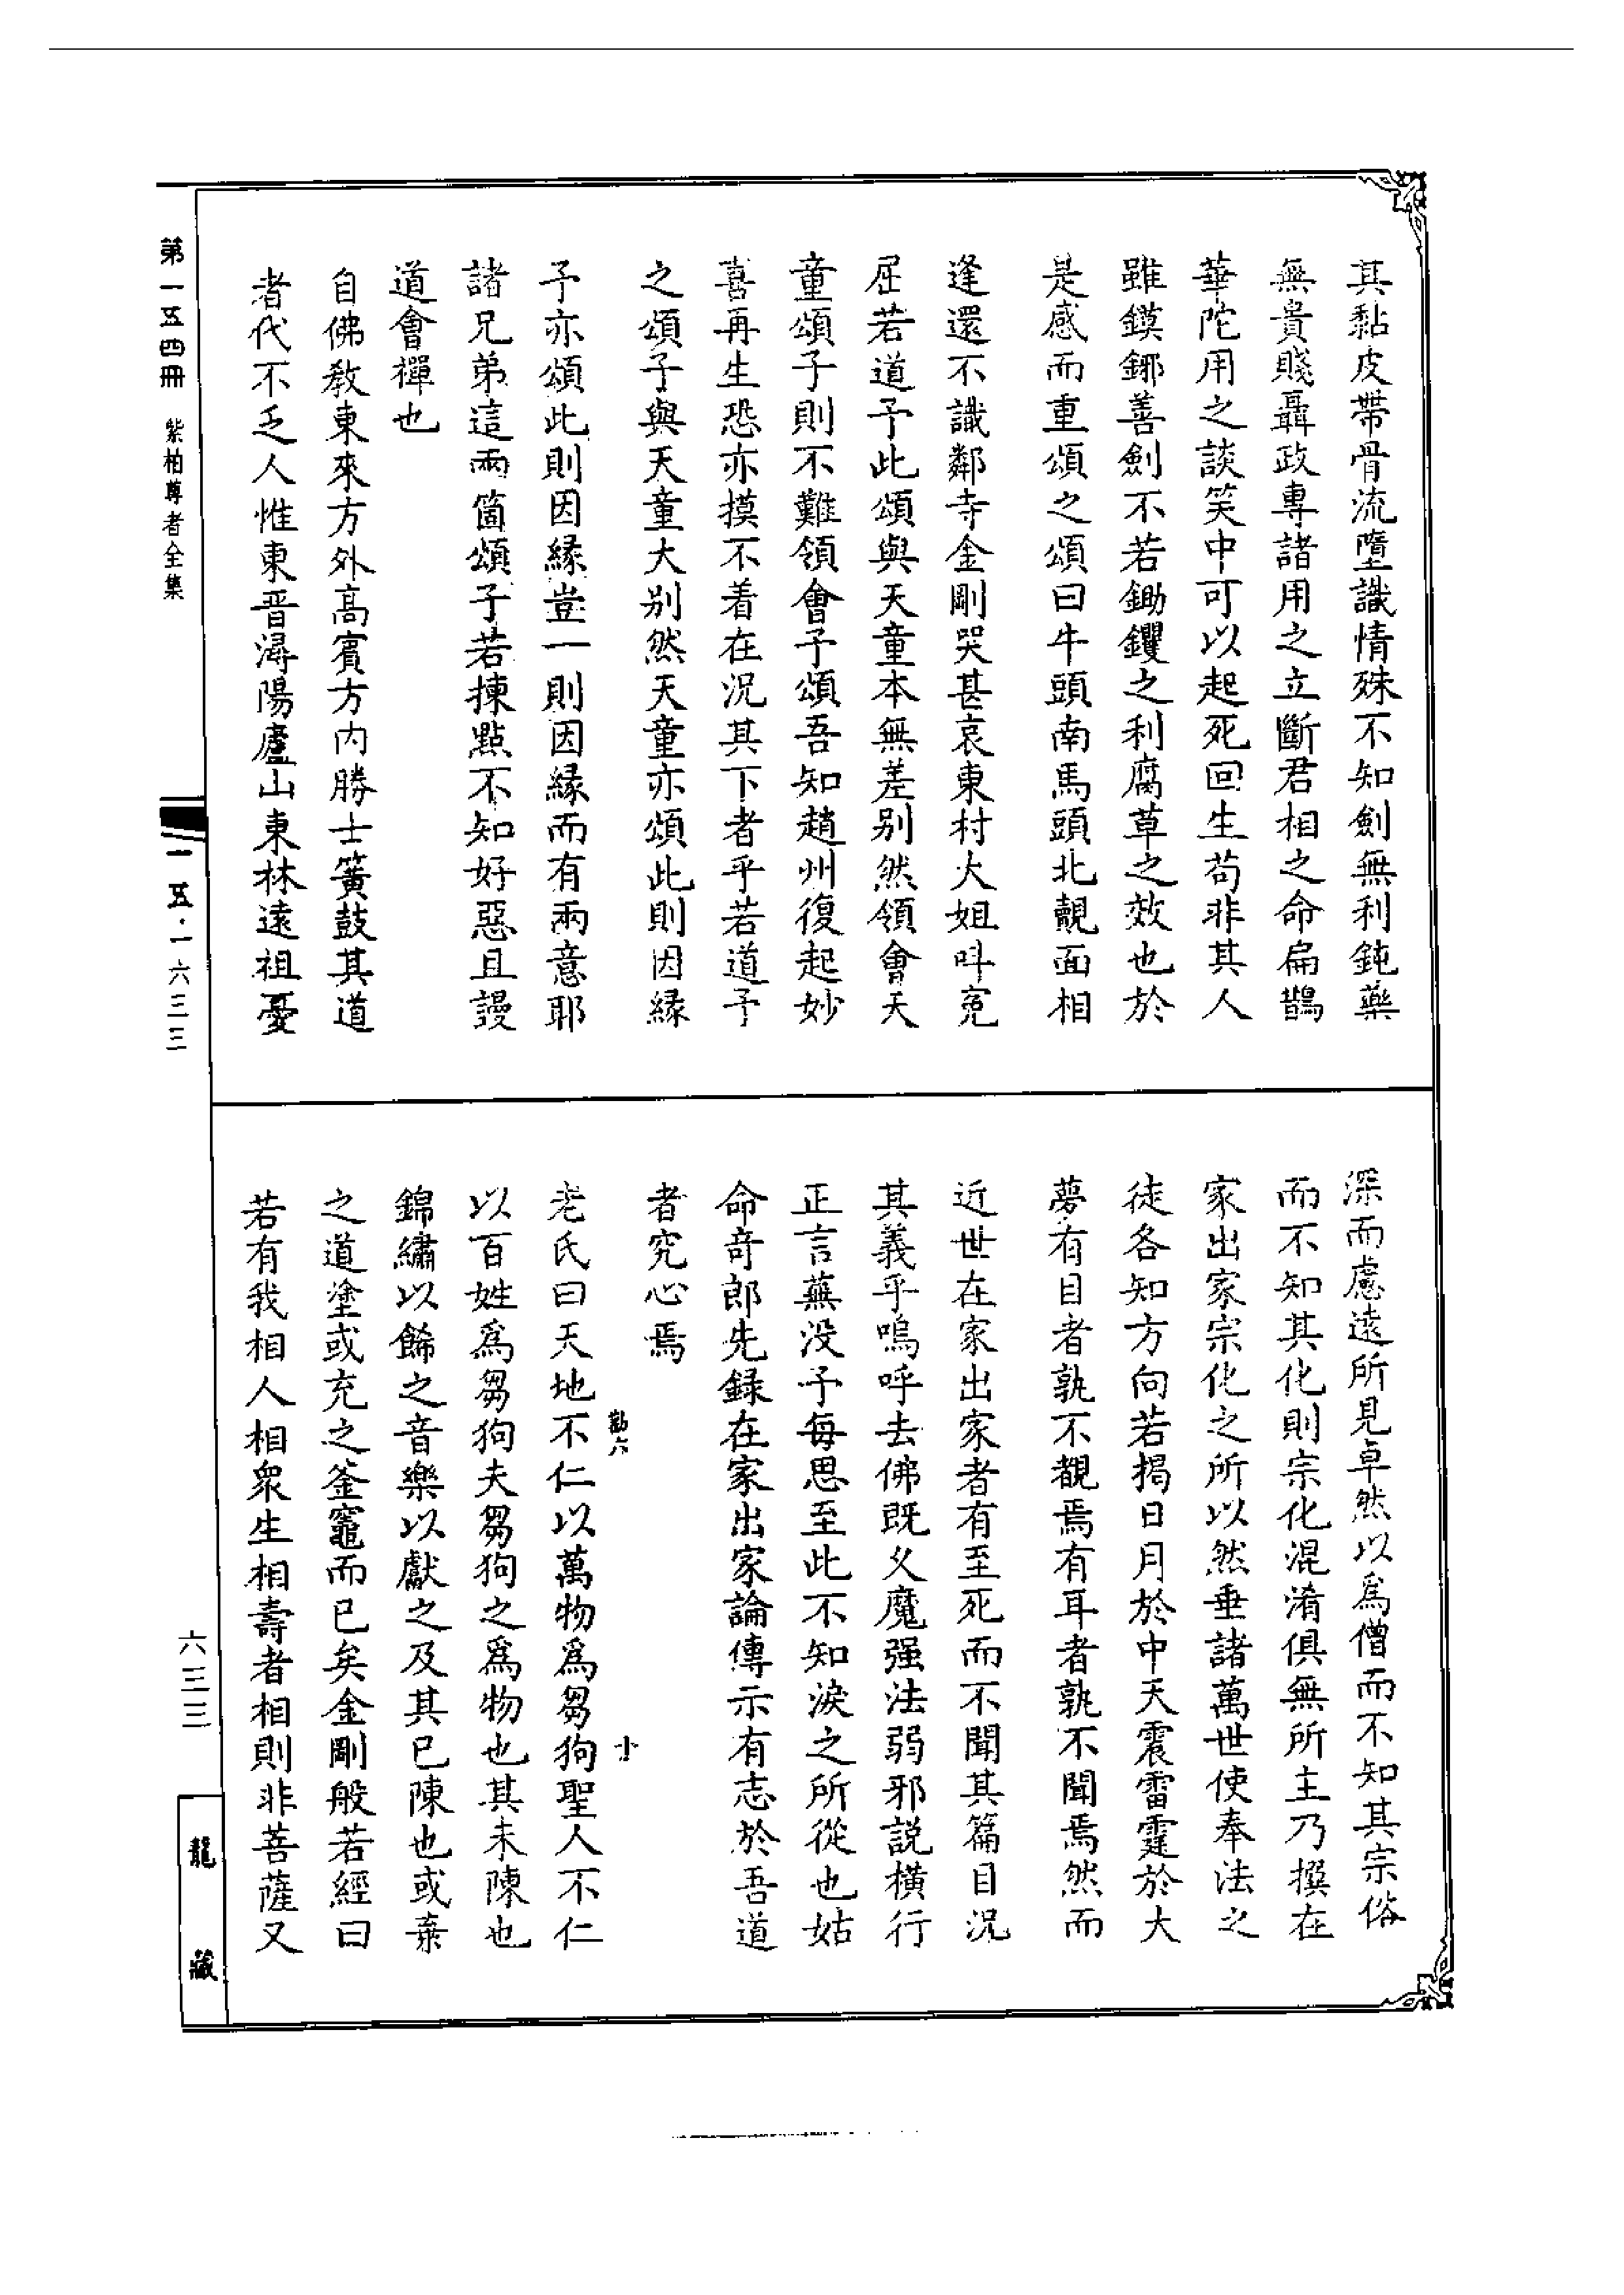 其黏皮帶骨流墮識情殊不知劍無利鈍藥
無貴賤聶政專諸用之立斷君相之命扁鵲
華陀用之談笑中可以起死回生苟非其人
雖鏌鎁善劍不若鋤钁之利腐草之效也於
是感而重頌之頌曰牛頭南馬頭北覿面相
逢還不識鄰寺金剛哭甚哀東村大姐呌冤
屈若道予此頌與天童本無差别然領會天
童頌子則不難領會予頌吾知趙州復起妙
喜再生恐亦摸不着在况其下者乎若道予
之頌子與天童大别然天童亦頌此則因緣
予亦頌此則因緣豈一則因緣而有兩意耶
諸兄弟這兩箇頌子若揀點不知好惡且謾
道會禪也
自佛敎東來方外高賓方内勝士簧鼓其道
者代不乏人惟東晋潯陽廬山東林遠祖憂
深而慮遠所見卓然以爲僧而不知其宗俗
而不知其化則宗化混淆俱無所主乃撰在
家出家宗化之所以然垂諸萬世使奉法之
徒各知方向若揭日月於中天震雷霆於大
夢有目者孰不覩焉有耳者孰不聞焉然而
近世在家出家者有至死而不聞其篇目况
其義乎嗚呼去佛既久魔强法弱邪説横行
正言蕪没予每思至此不知淚之所從也姑
命奇郎先録在家出家論傳示有志於吾道
者究心焉
勸六 十
老氏曰天地不仁以萬物爲芻狗聖人不仁
以百姓爲芻狗夫芻狗之爲物也其未陳也
錦繡以餙之音樂以獻之及其已陳也或棄
之道塗或充之釜竈而已矣金剛般若經曰
若有我相人相衆生相壽者相則非菩薩又
第一五四冊 紫柏尊者全集
一五·一六三三
六三三
龍藏